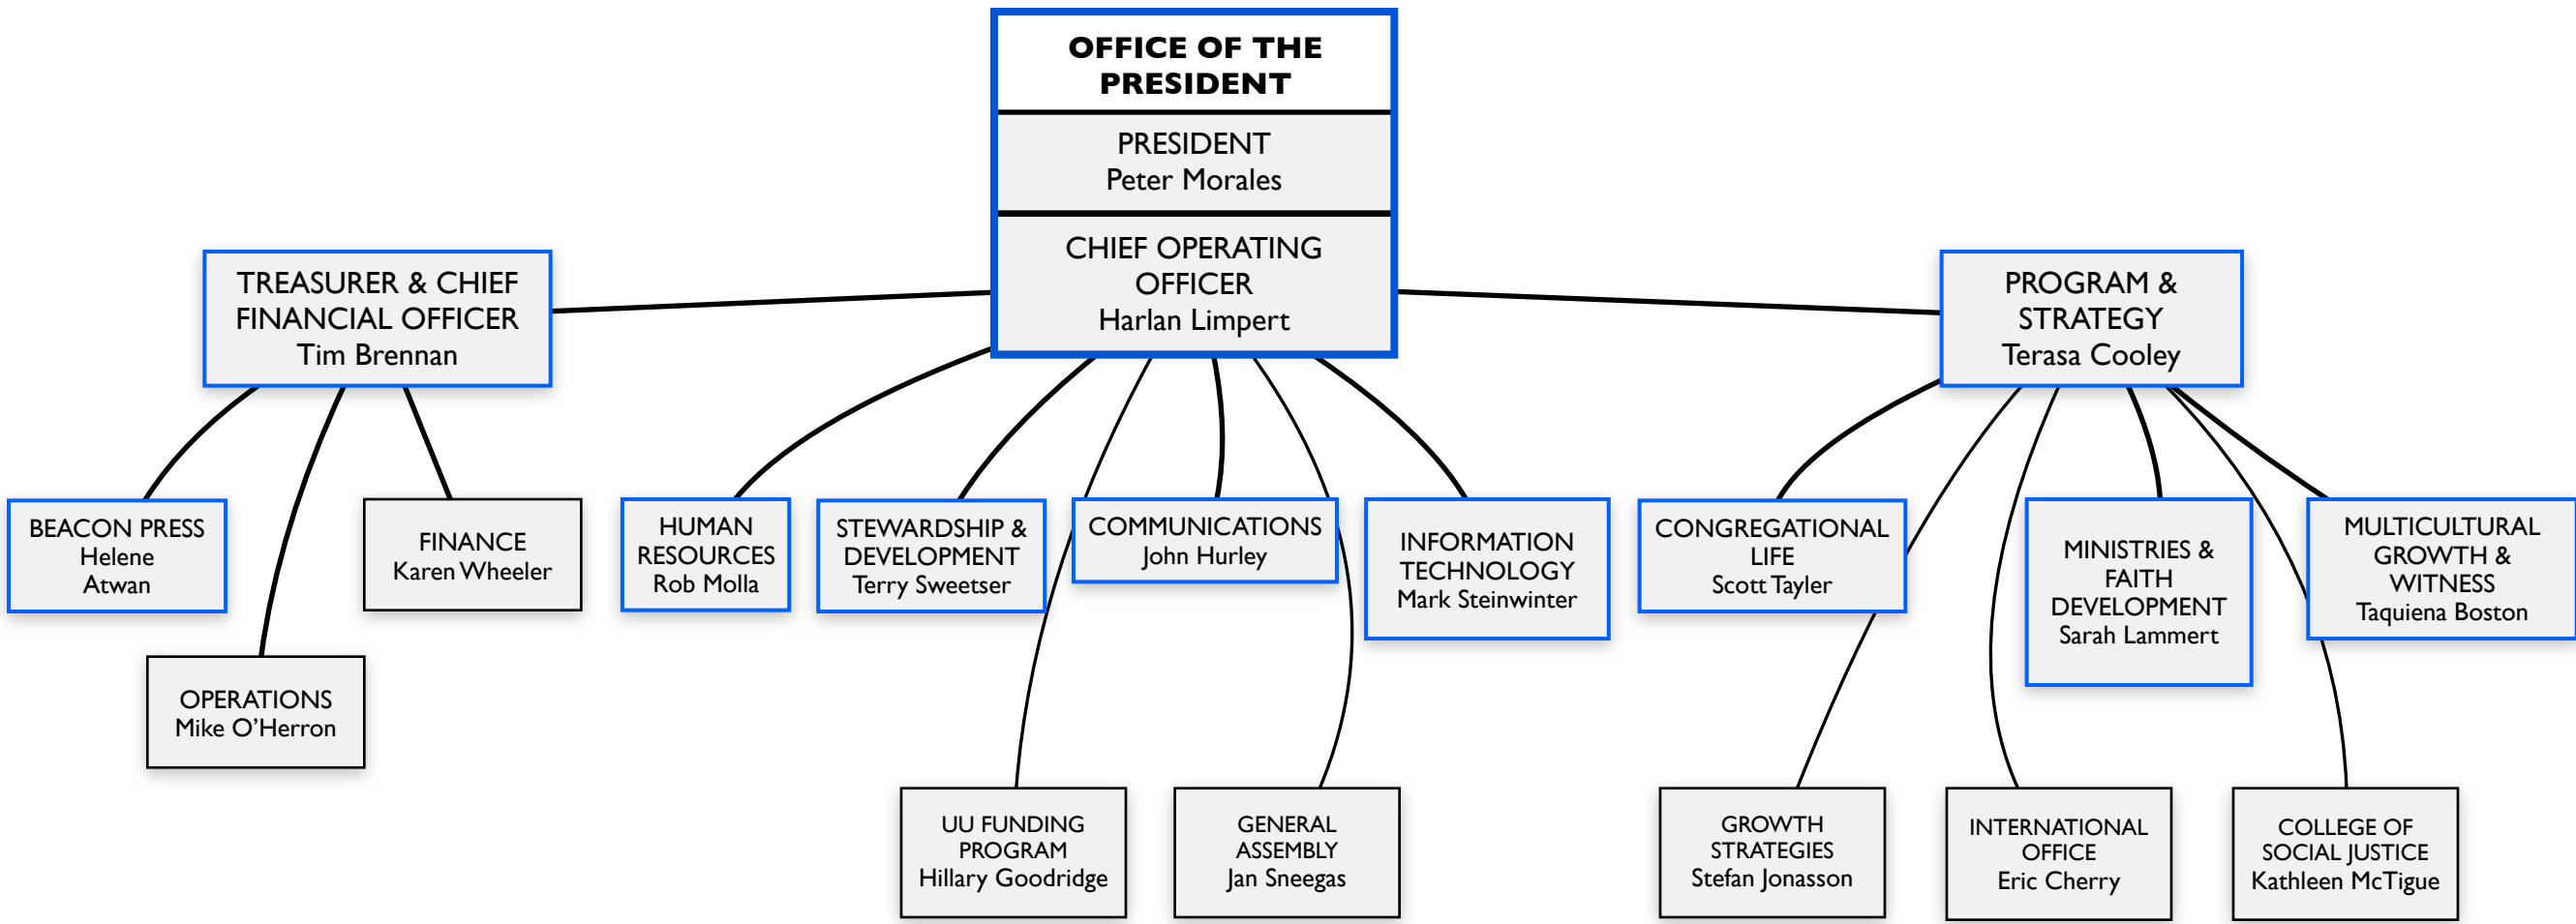 OFFICE OF THE
PRESIDENT
PRESIDENT
Peter Morales
CHIEF OPERATING
OFFICER
Harlan Limpert
TREASURER & CHIEF
FINANCIAL OFFICER
Tim Brennan
PROGRAM &
STRATEGY
Terasa Cooley
BEACON PRESS
Helene
Atwan
FINANCE
Karen Wheeler
HUMAN
RESOURCES
Rob Molla
STEWARDSHIP &
DEVELOPMENT
Terry Sweetser
COMMUNICATIONS
John Hurley
INFORMATION
TECHNOLOGY
Mark Steinwinter
CONGREGATIONAL
LIFE
Scott Tayler
MINISTRIES &
FAITH
DEVELOPMENT
Sarah Lammert
MULTICULTURAL
GROWTH &
WITNESS
Taquiena Boston
OPERATIONS
Mike O’Herron
UU FUNDING
PROGRAM
Hillary Goodridge
GENERAL
ASSEMBLY
Jan Sneegas
GROWTH
STRATEGIES
Stefan Jonasson
INTERNATIONAL
OFFICE
Eric Cherry
COLLEGE OF
SOCIAL JUSTICE
Kathleen McTigue